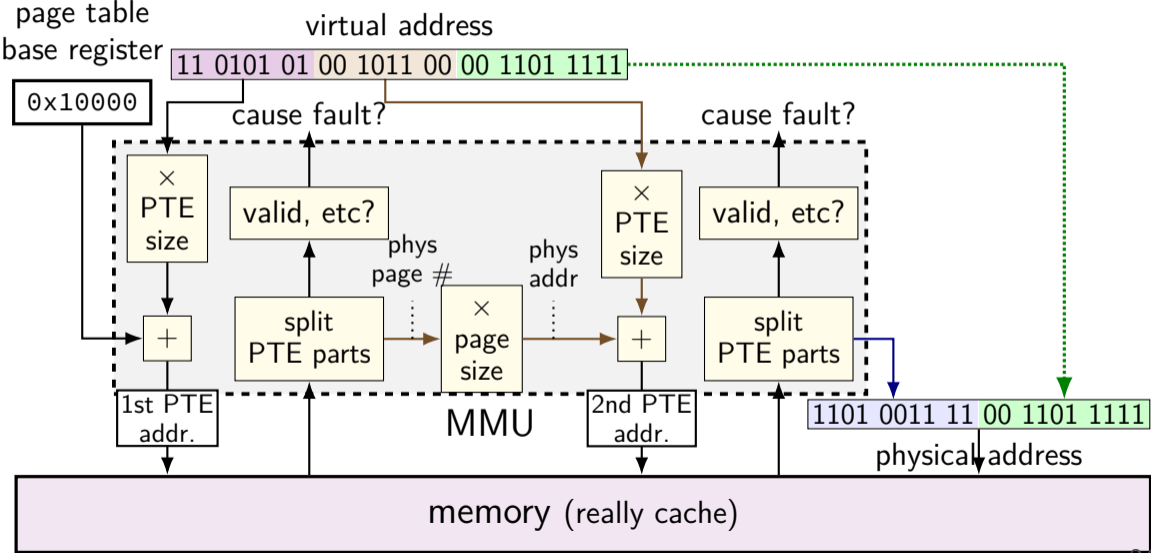 page table
base register
virtual address
11 0101 01 00 1011 00 00 1101 1111
0x10000
cause fault?
cause fault?
×
PTE
size
valid, etc?
×
PTE
size
valid, etc?
phys
page #
phys
addr
+
split
PTE parts
×
page
size
+
split
PTE parts
1st PTE
addr.
MMU
2nd PTE
addr.
1101 0011 11 00 1101 1111
physical address
memory (really cache)